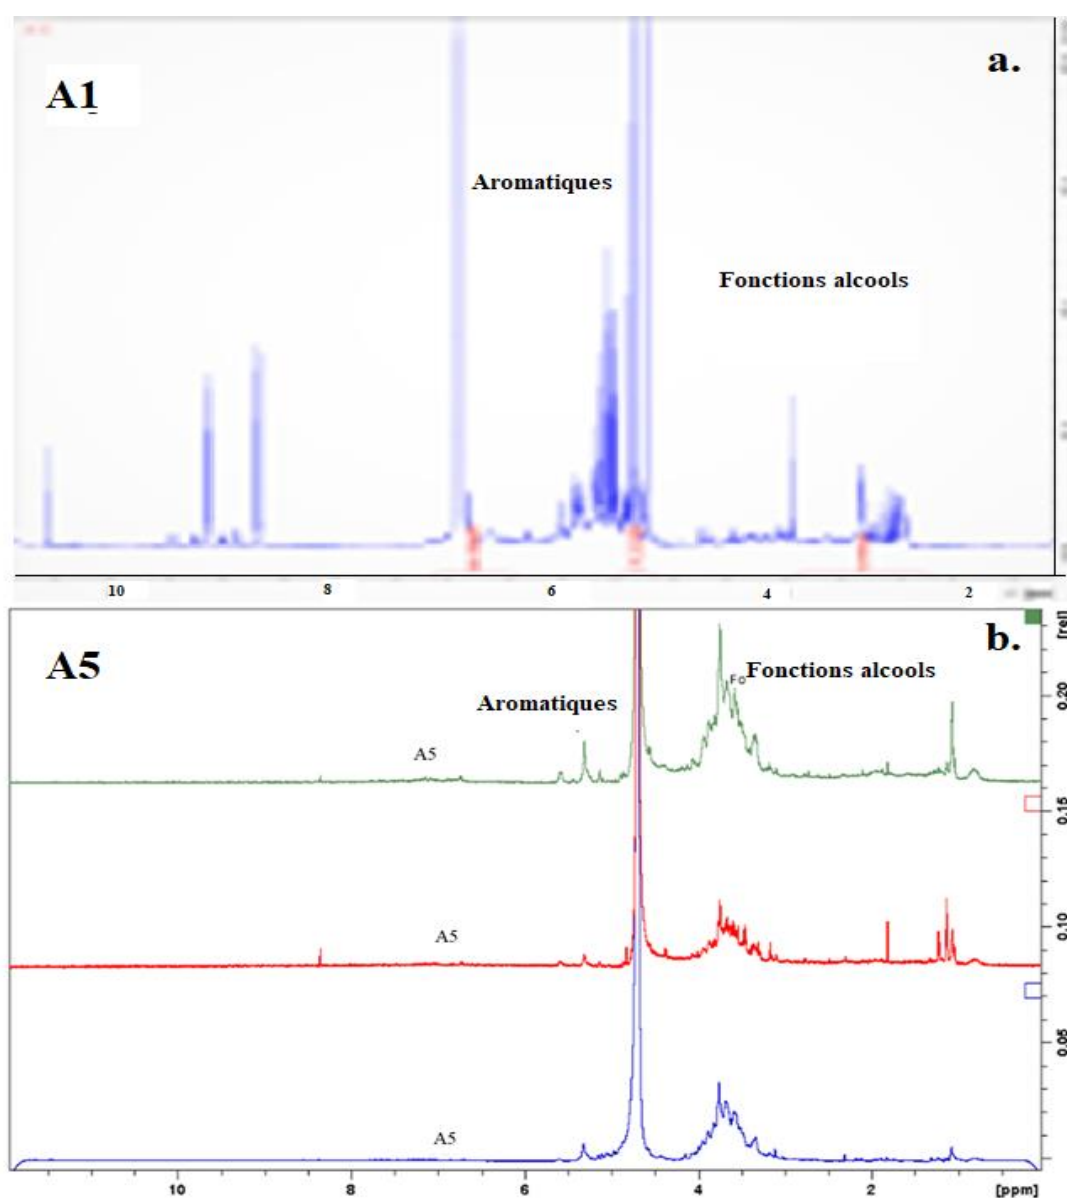 a.
A1
Aromatiques
Fonctions alcools
10 8 6 4 2
A5
b.
[rel]
Fonctions alcools
Aromatiques
0.20
A5
0.15
0.10
A5
0.05
A5
10 6 4 2 [ppm]